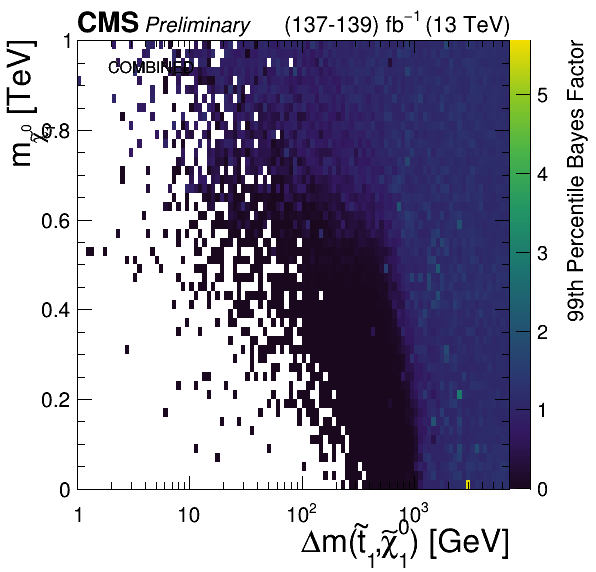 CMS Preliminary (137-139) fb⁻¹ (13 TeV)
COMBINED
m_χ̃⁰₁ [TeV]
1
0.8
0.6
0.4
0.2
0
1 10 10² 10³
Δm(t̃₁,χ̃⁰₁) [GeV]
5
4
3
2
1
0
99th Percentile Bayes Factor